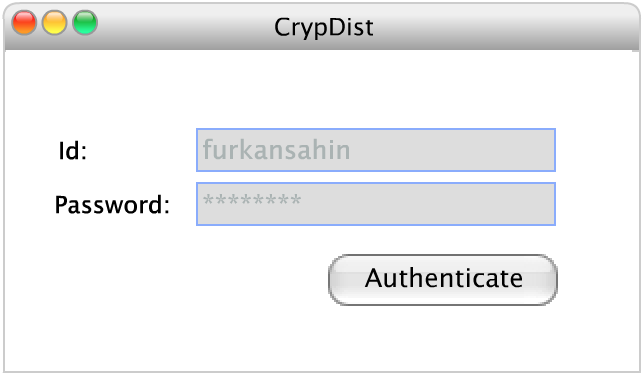 CrypDist
Id: furkansahin
Password: ********
Authenticate